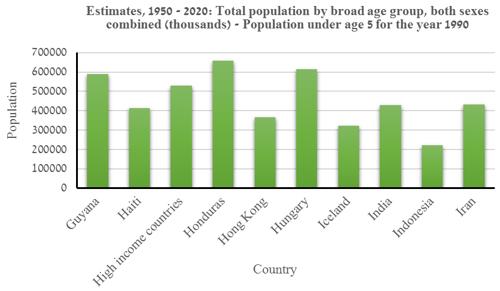 Estimates, 1950 - 2020: Total population by broad age group, both sexes
combined (thousands) - Population under age 5 for the year 1990
Population
700000
600000
500000
400000
300000
200000
100000
0
Guyana
Haiti
High income countries
Honduras
Hong Kong
Hungary
Iceland
India
Indonesia
Iran
Country